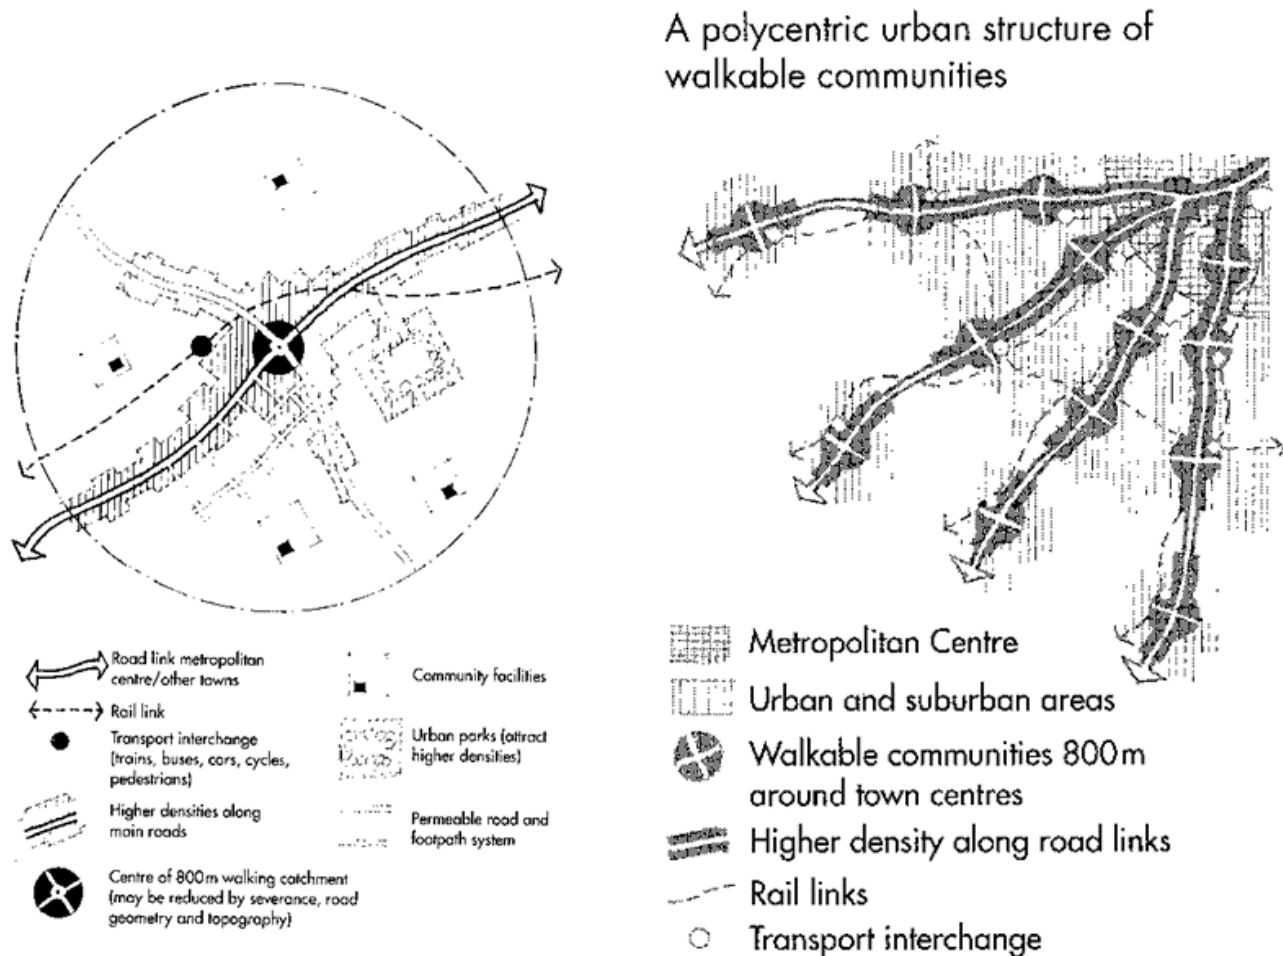 A polycentric urban structure of
walkable communities
Road link metropolitan
centre/other towns
Rail link
Transport interchange
(trains, buses, cars, cycles,
pedestrians)
Higher densities along
main roads
Centre of 800m walking catchment
(may be reduced by severance, road
geometry and topography)
Community facilities
Urban parks (attract
higher densities)
Permeable road and
footpath system
Metropolitan Centre
Urban and suburban areas
Walkable communities 800m
around town centres
Higher density along road links
Rail links
Transport interchange